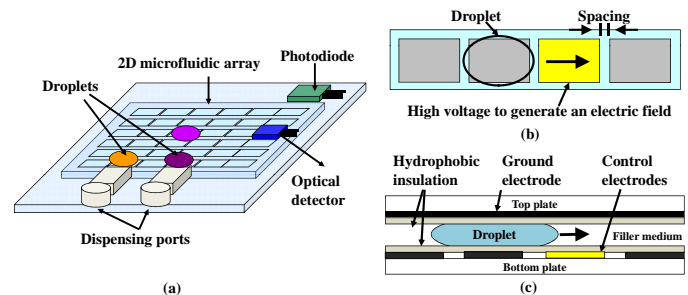 Photodiode
2D microfluidic array
Droplets
Optical
detector
Dispensing ports
(a)
Droplet
Spacing
High voltage to generate an electric field
(b)
Hydrophobic
insulation
Ground
electrode
Control
electrodes
Top plate
Droplet
Filler medium
Bottom plate
(c)